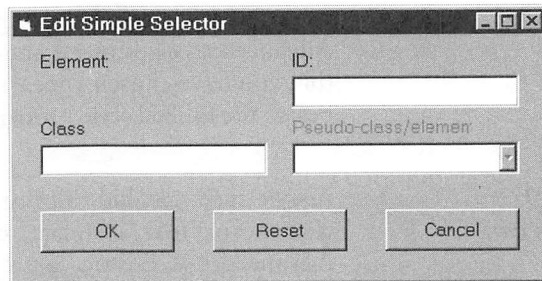 Edit Simple Selector
Element:
ID:
Class
Pseudo-class/elemen
OK
Reset
Cancel